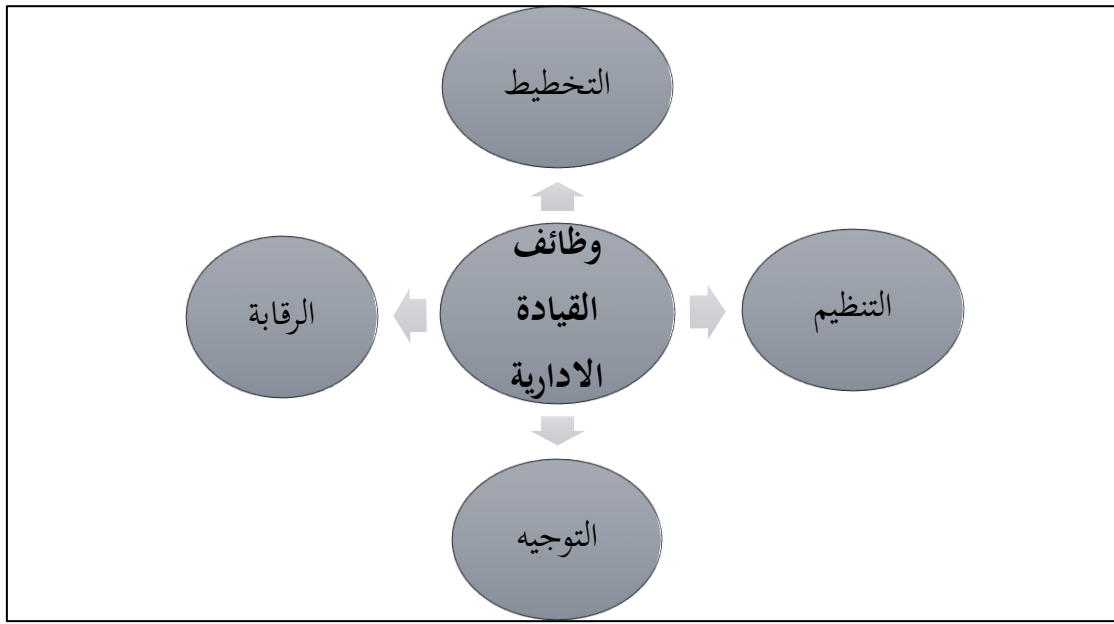 التخطيط
وظائف
القيادة
الادارية
التنظيم
الرقابة
التوجيه